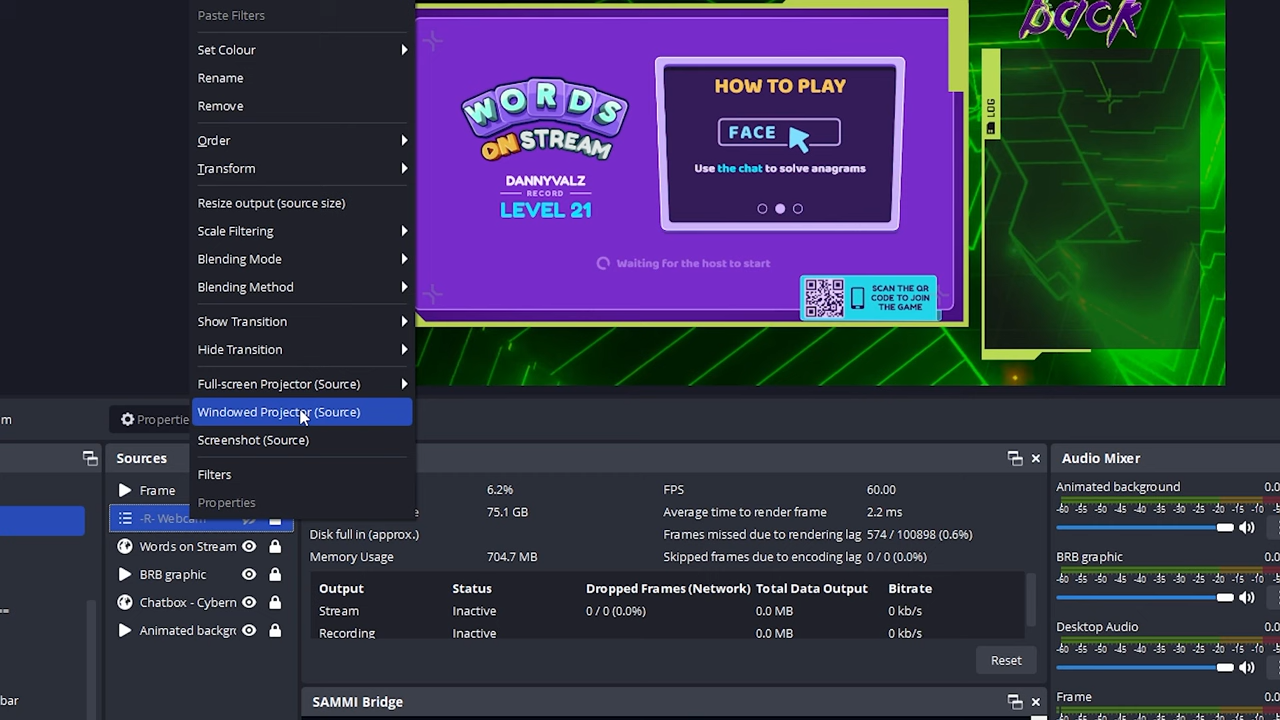 Paste Filters
Set Colour
Rename
Remove
Order
Transform
Resize output (source size)
Scale Filtering
Blending Mode
Blending Method
Show Transition
Hide Transition
Full-screen Projector (Source)
Windowed Projector (Source)
Screenshot (Source)
Filters
Properties
WORDS
ON STREAM
DANNYVALZ
RECORD
LEVEL 21
HOW TO PLAY
FACE
Use the chat to solve anagrams
Waiting for the host to start
SCAN THE QR
CODE TO JOIN
THE GAME
back
LOG
m
Propertie
Sources
Frame
-R- Webcam
Words on Stream
BRB graphic
Chatbox - Cybern
Animated backgr
bar
6.2%
75.1 GB
Disk full in (approx.)
Memory Usage 704.7 MB
FPS 60.00
Average time to render frame 2.2 ms
Frames missed due to rendering lag 574 / 100898 (0.6%)
Skipped frames due to encoding lag 0 / 0 (0.0%)
Output Status Dropped Frames (Network) Total Data Output Bitrate
Stream Inactive 0 / 0 (0.0%) 0.0 MB 0 kb/s
Recording Inactive 0.0 MB 0 kb/s
Reset
SAMMI Bridge
Audio Mixer
Animated background 0.0
-60 -55 -50 -45 -40 -35 -30 -25 -20 -15 -10 -5
BRB graphic 0.0
-60 -55 -50 -45 -40 -35 -30 -25 -20 -15 -10 -5
Desktop Audio 0.0
-60 -55 -50 -45 -40 -35 -30 -25 -20 -15 -10 -5
Frame 0.0